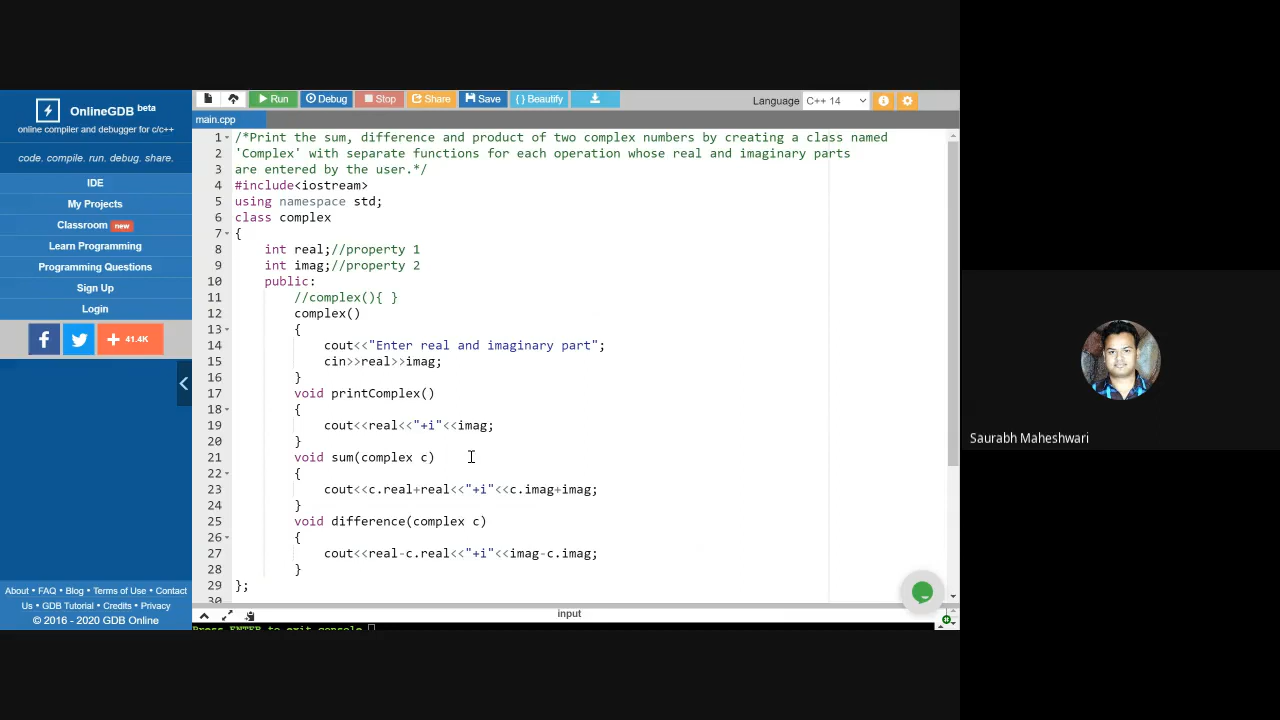 OnlineGDB beta
online compiler and debugger for c/c++
code. compile. run. debug. share.
IDE
My Projects
Classroom new
Learn Programming
Programming Questions
Sign Up
Login
41.4K
About • FAQ • Blog • Terms of Use • Contact
Us • GDB Tutorial • Credits • Privacy
© 2016 - 2020 GDB Online
Run Debug Stop Share Save { } Beautify
Language C++ 14
main.cpp
1 /*Print the sum, difference and product of two complex numbers by creating a class named
2 'Complex' with separate functions for each operation whose real and imaginary parts
3 are entered by the user.*/
4 #include<iostream>
5 using namespace std;
6 class complex
7 {
8 int real;//property 1
9 int imag;//property 2
10 public:
11 //complex(){ }
12 complex()
13 {
14 cout<<"Enter real and imaginary part";
15 cin>>real>>imag;
16 }
17 void printComplex()
18 {
19 cout<<real<<"+i"<<imag;
20 }
21 void sum(complex c)
22 {
23 cout<<c.real+real<<"+i"<<c.imag+imag;
24 }
25 void difference(complex c)
26 {
27 cout<<real-c.real<<"+i"<<imag-c.imag;
28 }
29 };
30
input
Press ENTER to exit console.
Saurabh Maheshwari